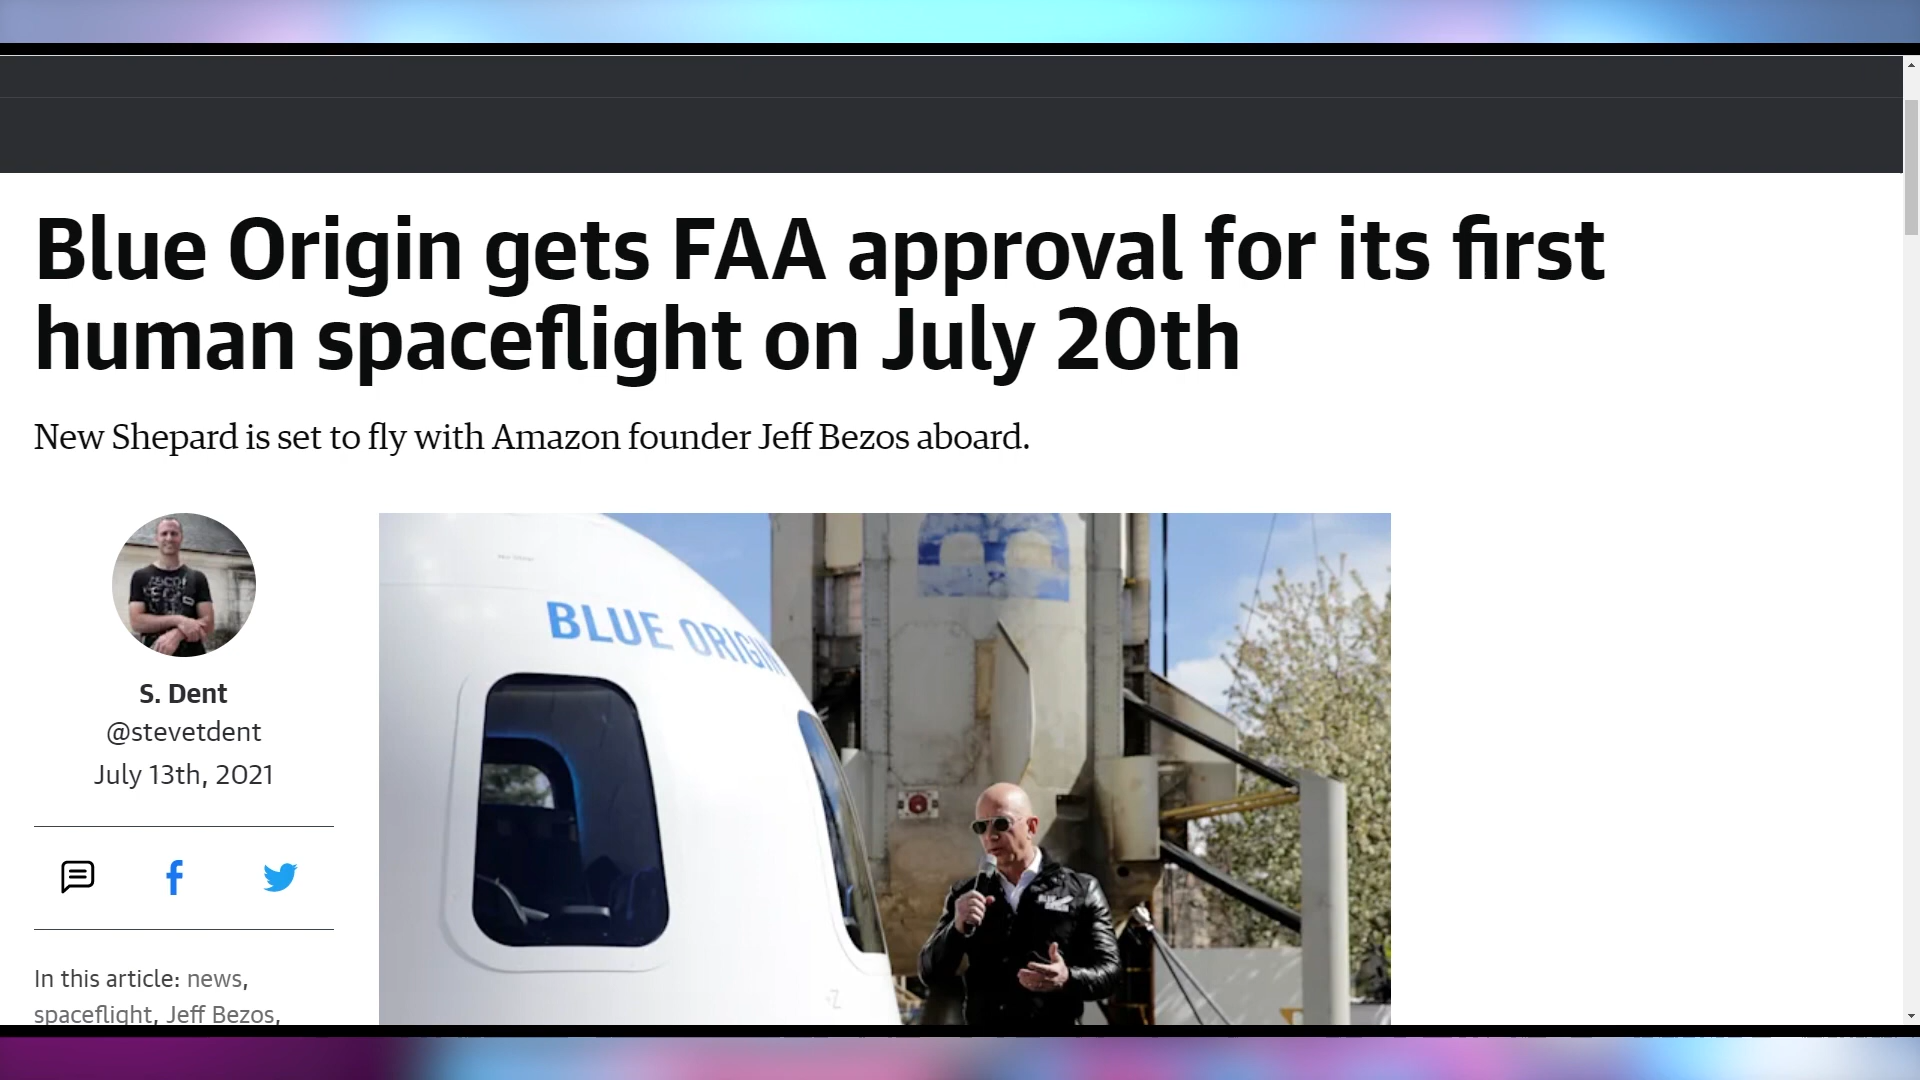 Blue Origin gets FAA approval for its first
human spaceflight on July 20th
New Shepard is set to fly with Amazon founder Jeff Bezos aboard.
BLUE ORIGIN
S. Dent
@stevetdent
July 13th, 2021
BLUE
ORIGIN
In this article: news,
spaceflight, Jeff Bezos,